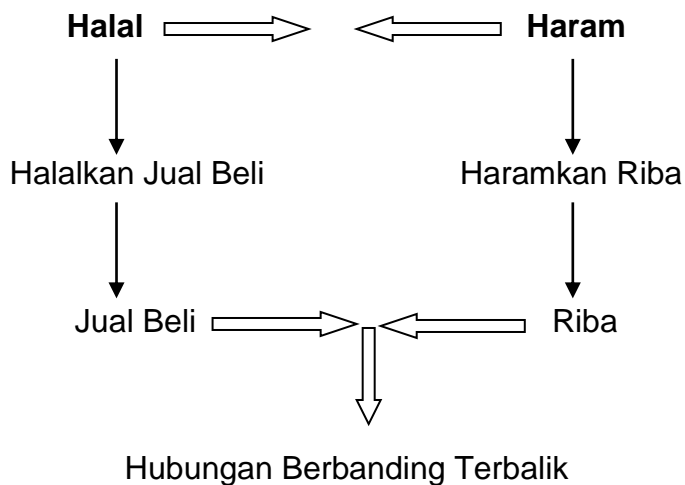 Halal Haram
Halalkan Jual Beli Haramkan Riba
Jual Beli Riba
Hubungan Berbanding Terbalik